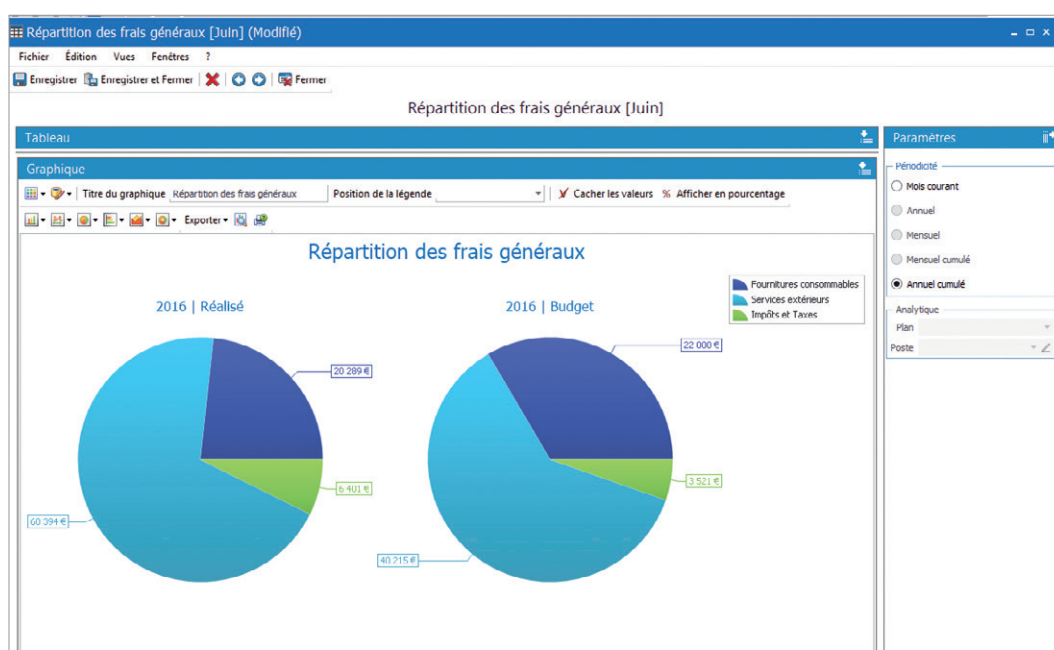 Répartition des frais généraux [Juin] (Modifié)
Fichier Édition Vues Fenêtres ?
Enregistrer Enregistrer et Fermer Fermer
Répartition des frais généraux [Juin]
Tableau
Graphique
Titre du graphique Répartition des frais généraux Position de la légende Cacher les valeurs % Afficher en pourcentage
Exporter
Répartition des frais généraux
Fournitures consommables
Services extérieurs
Impôts et Taxes
2016 | Réalisé
2016 | Budget
20 289 €
6 401 €
60 394 €
22 000 €
3 521 €
40 215 €
Paramètres
Périodicité
Mois courant
Annuel
Mensuel
Mensuel cumulé
Annuel cumulé
Analytique
Plan
Poste